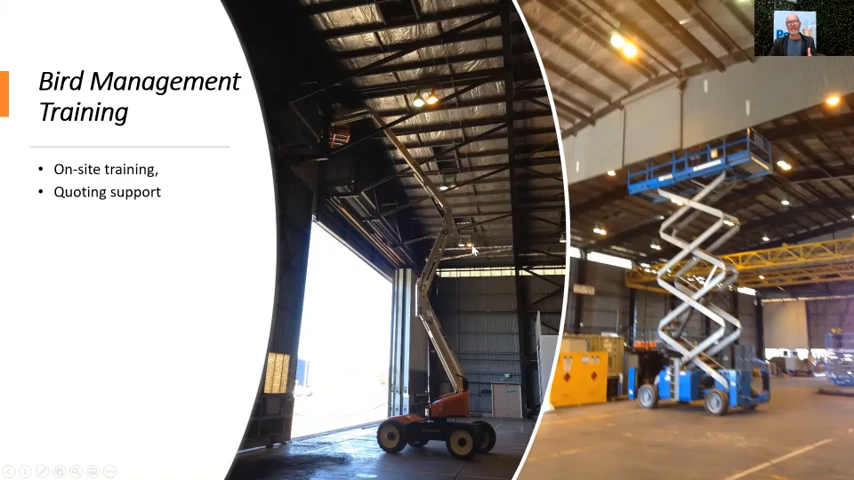 Bird Management
Training
• On-site training,
• Quoting support